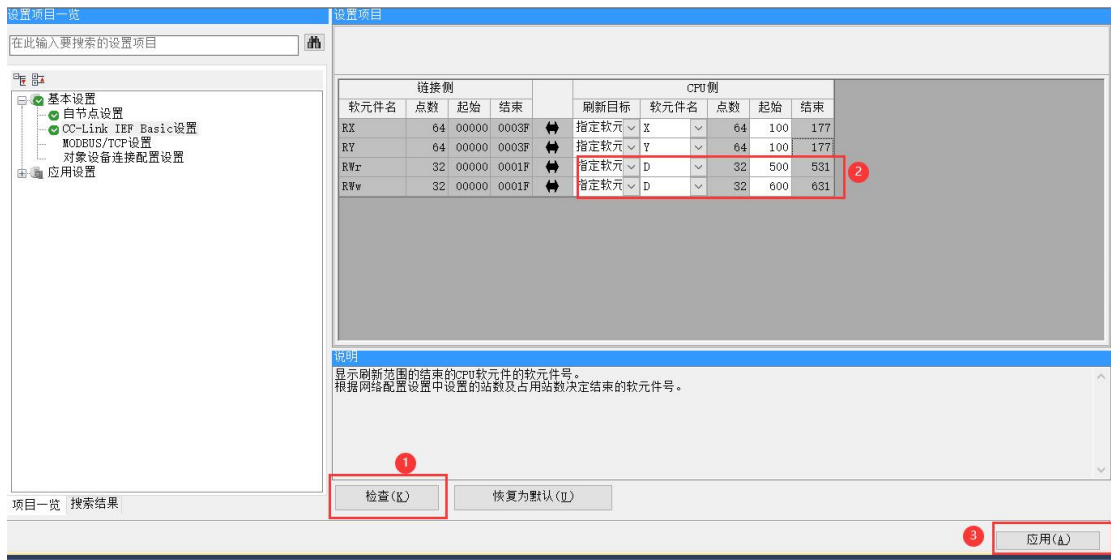 设置项目一览
在此输入要搜索的设置项目
基本设置
自节点设置
CC-Link IEF Basic设置
MODBUS/TCP设置
对象设备连接配置设置
应用设置
项目一览 搜索结果
设置项目
链接侧 CPU侧
软元件名 点数 起始 结束 刷新目标 软元件名 点数 起始 结束
RX 64 00000 0003F 指定软元 X 64 100 177
RY 64 00000 0003F 指定软元 Y 64 100 177
RWr 32 00000 0001F 指定软元 D 32 500 531
RWw 32 00000 0001F 指定软元 D 32 600 631
2
说明
显示刷新范围的结束的CPU软元件的软元件号。
根据网络配置设置中设置的站数及占用站数决定结束的软元件号。
1
检查(K) 恢复为默认(U)
3
应用(A)